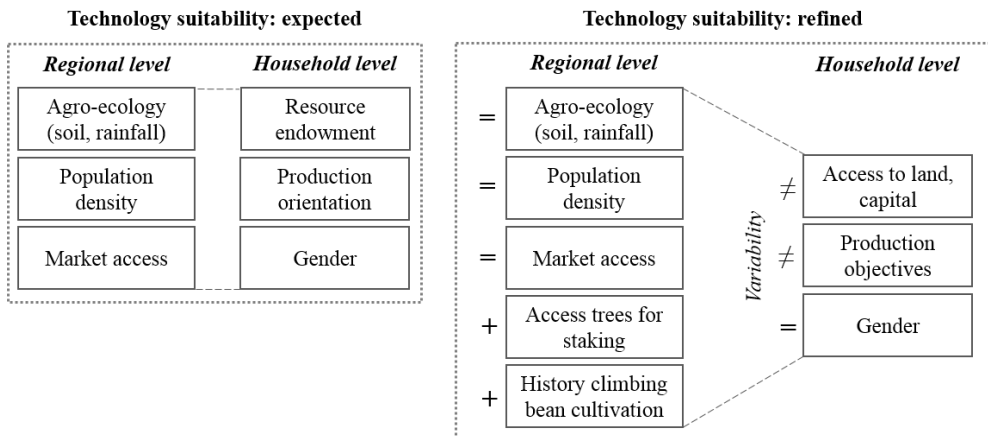 Technology suitability: expected
Regional level
Household level
Agro-ecology
(soil, rainfall)
Resource
endowment
Population
density
Production
orientation
Market access
Gender
Technology suitability: refined
Regional level
Household level
=
Agro-ecology
(soil, rainfall)
=
Population
density
=
Market access
+
Access trees for
staking
+
History climbing
bean cultivation
Variability
≠
Access to land,
capital
≠
Production
objectives
=
Gender